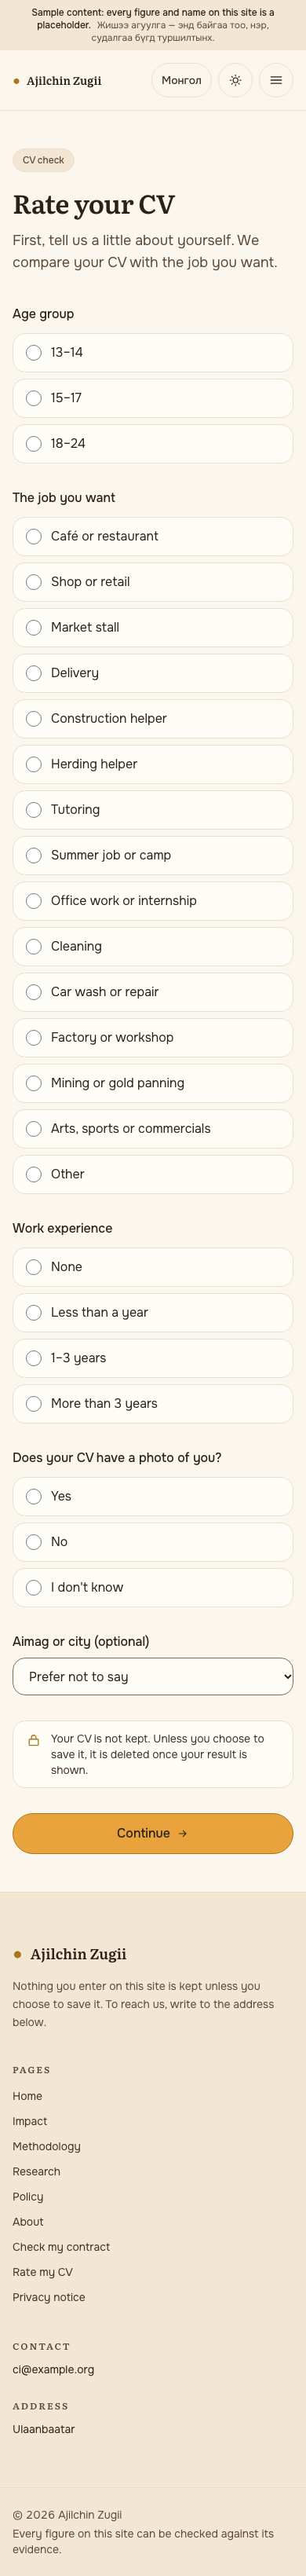 Sample content: every figure and name on this site is a
placeholder. Жишээ агуулга — энд байгаа тоо, нэр,
судалгаа бүгд туршилтынх.
Ajilchin Zugii
Монгол
CV check
Rate your CV
First, tell us a little about yourself. We
compare your CV with the job you want.
Age group
13–14
15–17
18–24
The job you want
Café or restaurant
Shop or retail
Market stall
Delivery
Construction helper
Herding helper
Tutoring
Summer job or camp
Office work or internship
Cleaning
Car wash or repair
Factory or workshop
Mining or gold panning
Arts, sports or commercials
Other
Work experience
None
Less than a year
1–3 years
More than 3 years
Does your CV have a photo of you?
Yes
No
I don't know
Aimag or city (optional)
Prefer not to say
Your CV is not kept. Unless you choose to
save it, it is deleted once your result is
shown.
Continue →
Ajilchin Zugii
Nothing you enter on this site is kept unless you
choose to save it. To reach us, write to the address
below.
PAGES
Home
Impact
Methodology
Research
Policy
About
Check my contract
Rate my CV
Privacy notice
CONTACT
ci@example.org
ADDRESS
Ulaanbaatar
© 2026 Ajilchin Zugii
Every figure on this site can be checked against its
evidence.